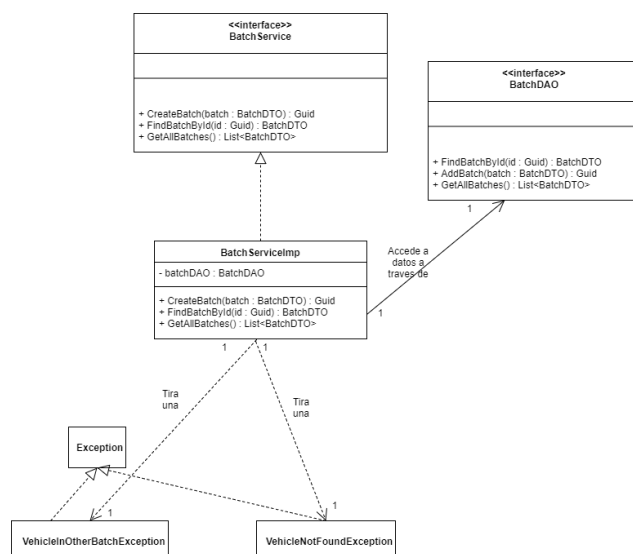 <<interface>>
BatchService
+ CreateBatch(batch : BatchDTO) : Guid
+ FindBatchById(id : Guid) : BatchDTO
+ GetAllBatches() : List<BatchDTO>
<<interface>>
BatchDAO
+ FindBatchById(id : Guid) : BatchDTO
+ AddBatch(batch : BatchDTO) : Guid
+ GetAllBatches() : List<BatchDTO>
1
Accede a
datos a
traves de
1
BatchServiceImp
- batchDAO : BatchDAO
+ CreateBatch(batch : BatchDTO) : Guid
+ FindBatchById(id : Guid) : BatchDTO
+ GetAllBatches() : List<BatchDTO>
1
1
Tira
una
Tira
una
Exception
1
1
VehicleInOtherBatchException
VehicleNotFoundException